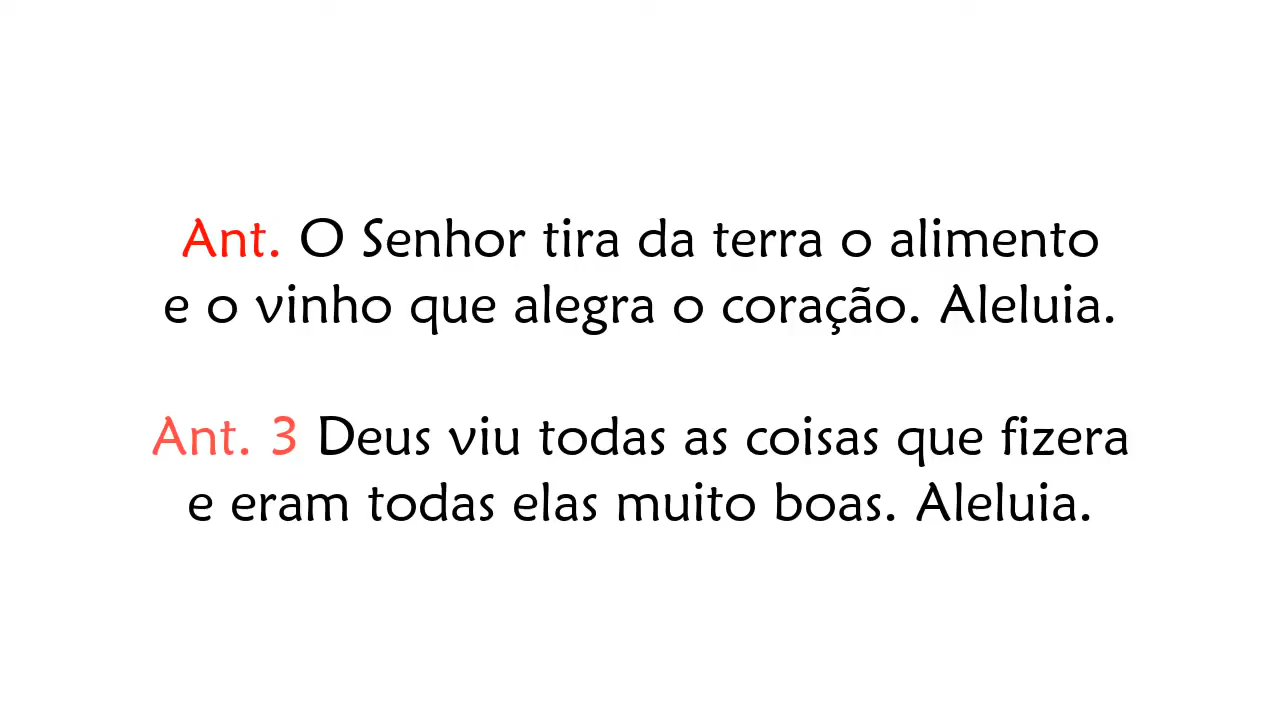 Ant. O Senhor tira da terra o alimento
e o vinho que alegra o coração. Aleluia.
Ant. 3 Deus viu todas as coisas que fizera
e eram todas elas muito boas. Aleluia.